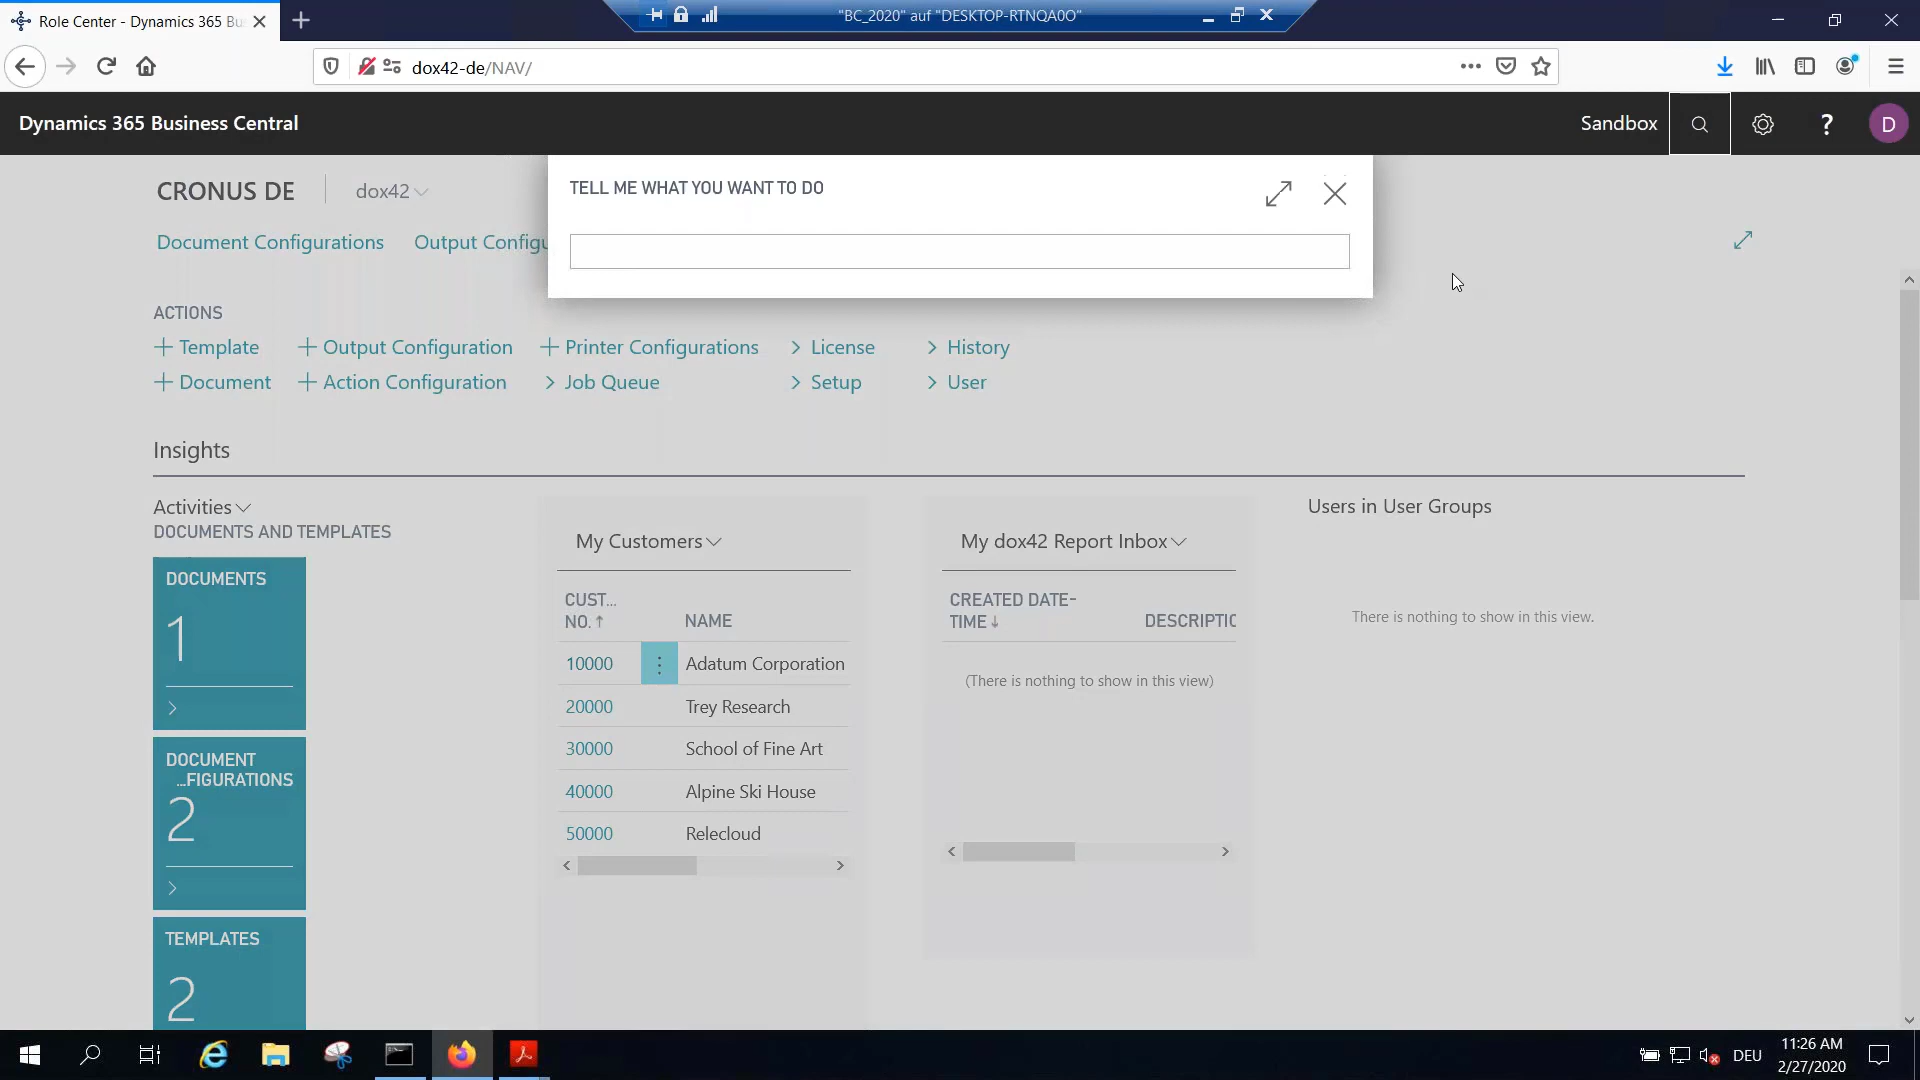 Role Center - Dynamics 365 Bu
"BC_2020" auf "DESKTOP-RTNQA0O"
dox42-de/NAV/
Dynamics 365 Business Central
Sandbox
?
D
CRONUS DE
dox42
TELL ME WHAT YOU WANT TO DO
Document Configurations
Output Configu
ACTIONS
Template
Output Configuration
Printer Configurations
License
History
Document
Action Configuration
Job Queue
Setup
User
Insights
Activities
DOCUMENTS AND TEMPLATES
DOCUMENTS
1
DOCUMENT
...FIGURATIONS
2
TEMPLATES
2
My Customers
CUST...
NO. ↑
NAME
10000
Adatum Corporation
20000
Trey Research
30000
School of Fine Art
40000
Alpine Ski House
50000
Relecloud
My dox42 Report Inbox
CREATED DATE-
TIME ↓
DESCRIPTIO
(There is nothing to show in this view)
Users in User Groups
There is nothing to show in this view.
DEU
11:26 AM
2/27/2020